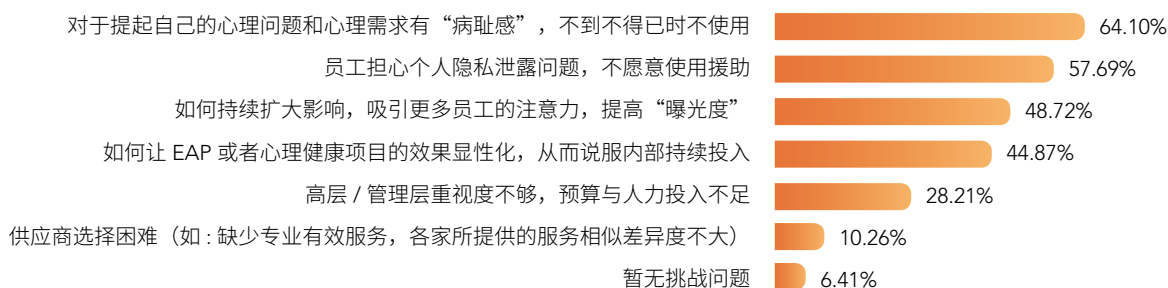 对于提起自己的心理问题和心理需求有“病耻感”，不到不得已时不使用 64.10%
员工担心个人隐私泄露问题，不愿意使用援助 57.69%
如何持续扩大影响，吸引更多员工的注意力，提高“曝光度” 48.72%
如何让 EAP 或者心理健康项目的效果显性化，从而说服内部持续投入 44.87%
高层 / 管理层重视度不够，预算与人力投入不足 28.21%
供应商选择困难（如 : 缺少专业有效服务，各家所提供的服务相似差异度不大） 10.26%
暂无挑战问题 6.41%